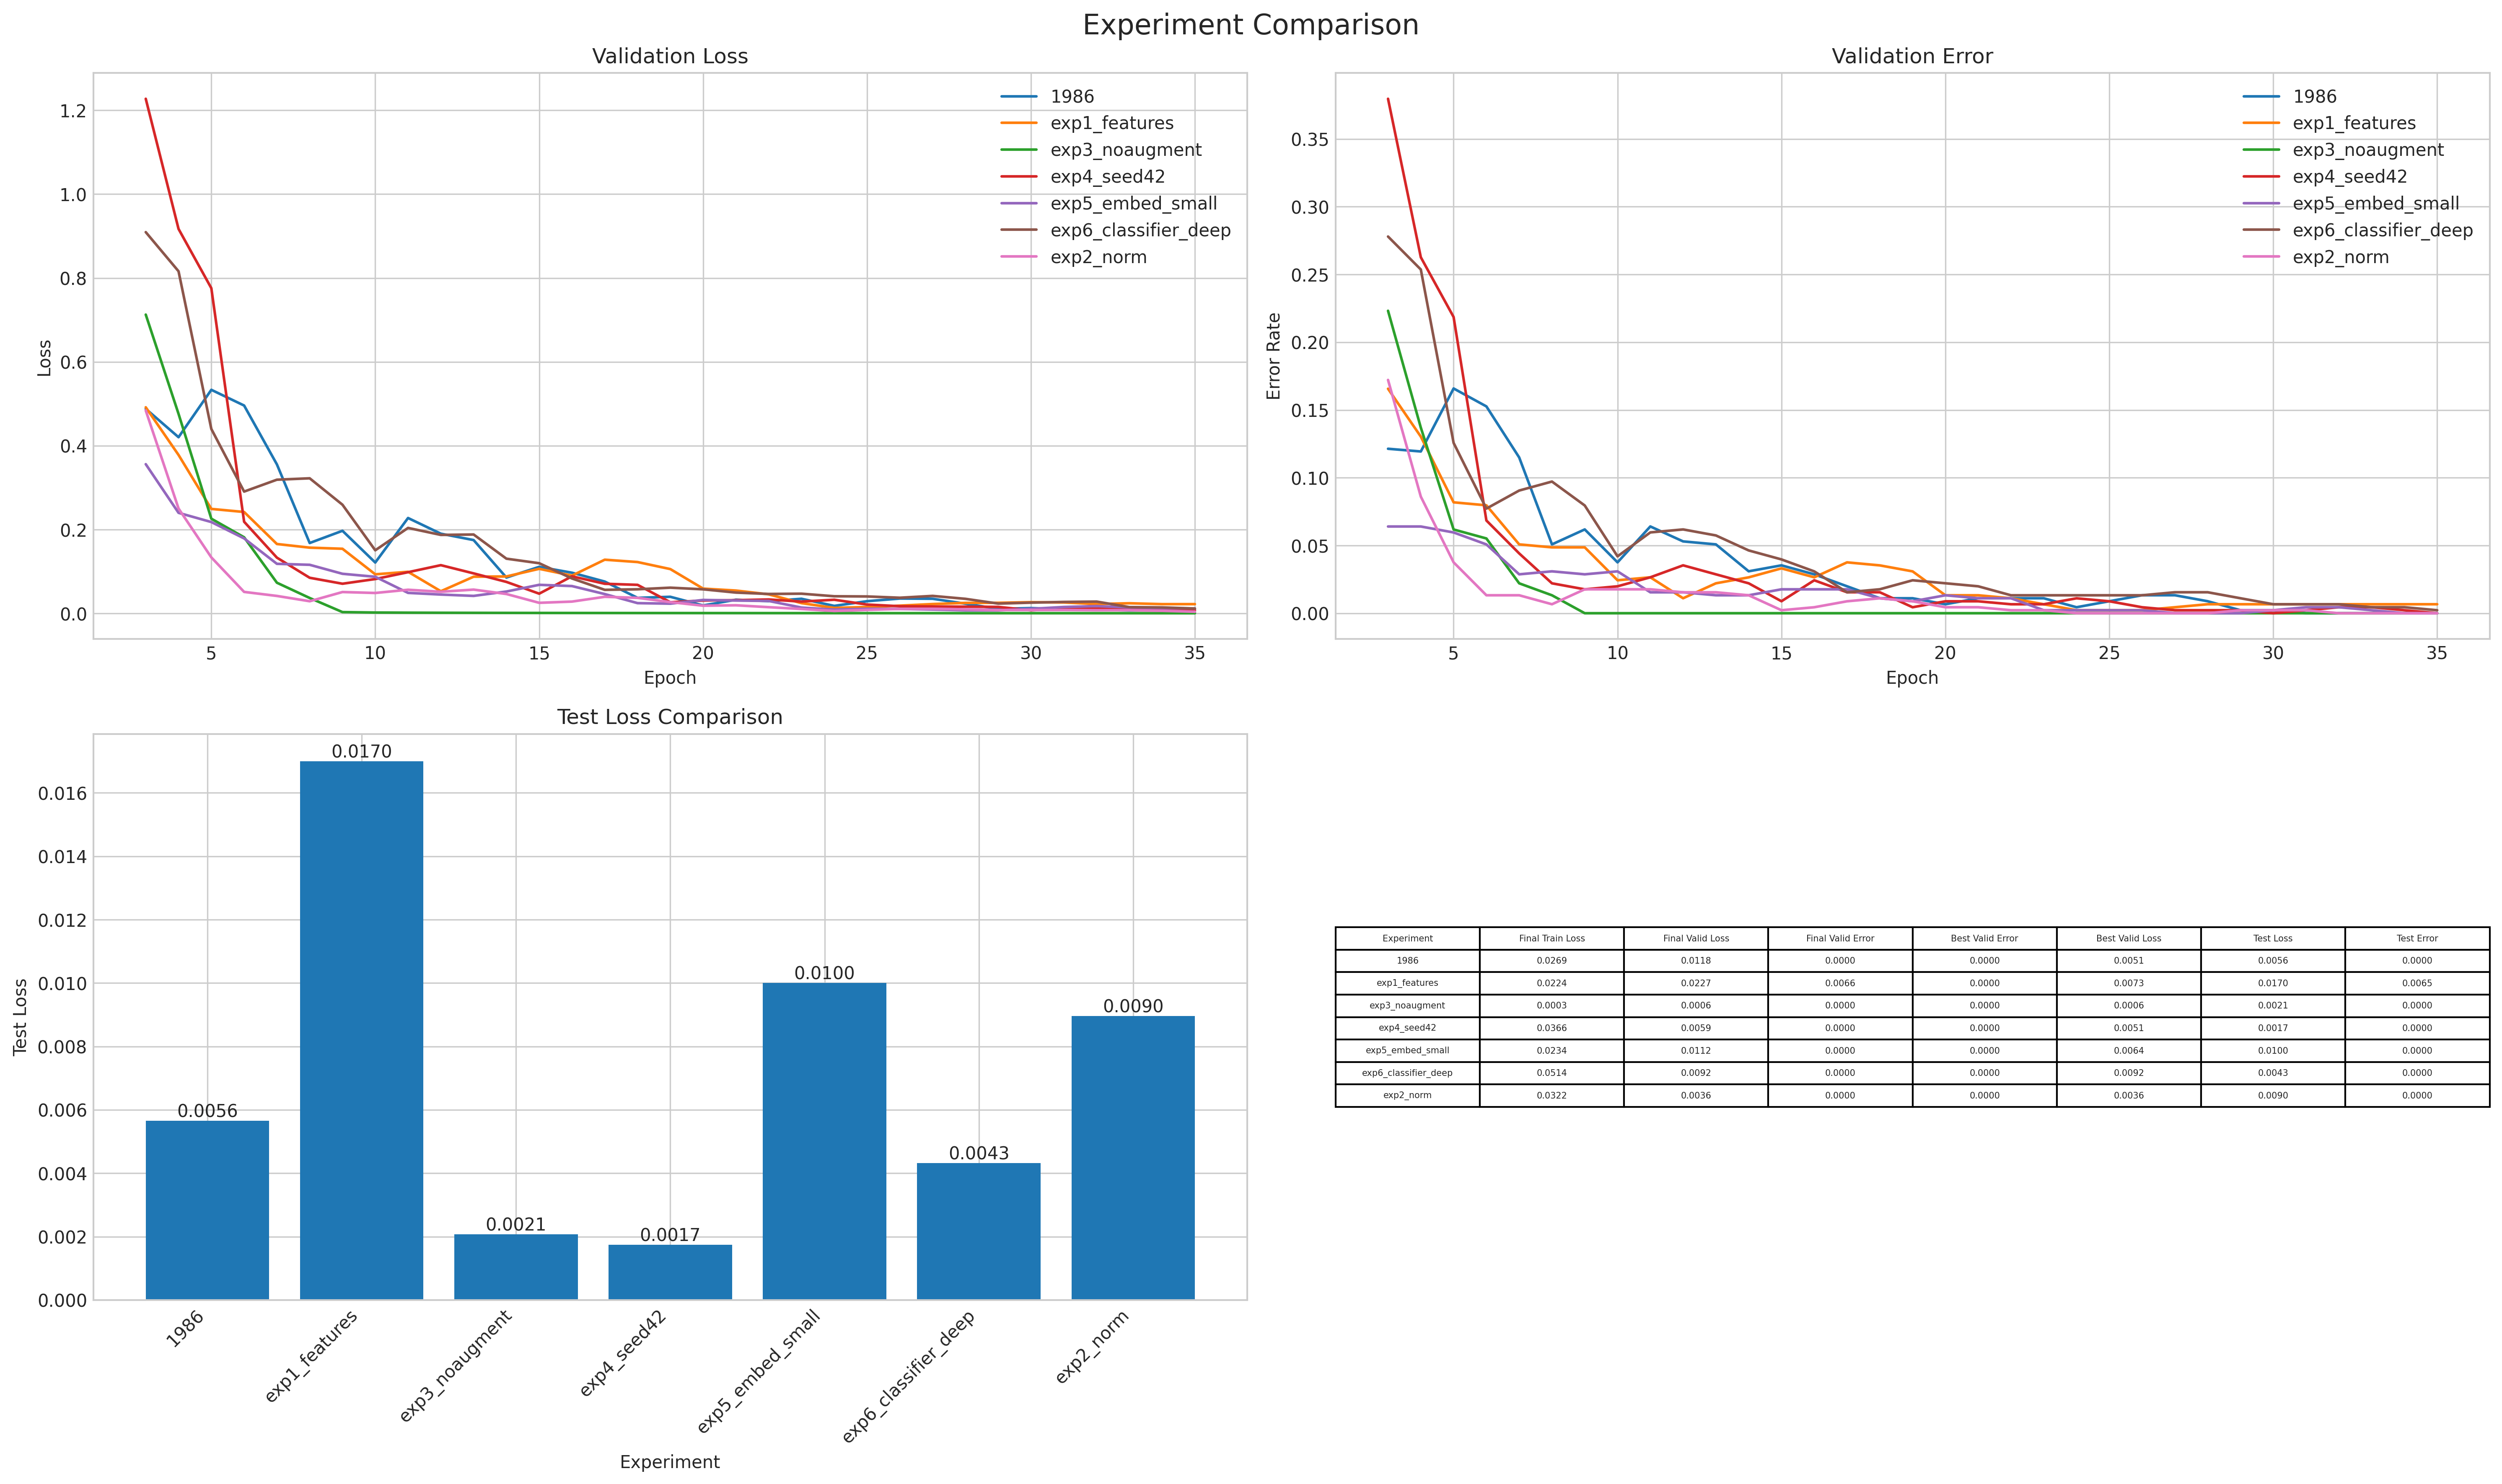 Experiment Comparison
Validation Loss
1.2
1.0
0.8
0.6
0.4
0.2
0.0
Loss
5 10 15 20 25 30 35
Epoch
1986
exp1_features
exp3_noaugment
exp4_seed42
exp5_embed_small
exp6_classifier_deep
exp2_norm
Validation Error
0.35
0.30
0.25
0.20
0.15
0.10
0.05
0.00
Error Rate
5 10 15 20 25 30 35
Epoch
1986
exp1_features
exp3_noaugment
exp4_seed42
exp5_embed_small
exp6_classifier_deep
exp2_norm
Test Loss Comparison
0.016
0.014
0.012
0.010
0.008
0.006
0.004
0.002
0.000
Test Loss
0.0056 0.0170 0.0021 0.0017 0.0100 0.0043 0.0090
1986 exp1_features exp3_noaugment exp4_seed42 exp5_embed_small exp6_classifier_deep exp2_norm
Experiment
Experiment Final Train Loss Final Valid Loss Final Valid Error Best Valid Error Best Valid Loss Test Loss Test Error
1986 0.0269 0.0118 0.0000 0.0000 0.0051 0.0056 0.0000
exp1_features 0.0224 0.0227 0.0066 0.0000 0.0073 0.0170 0.0065
exp3_noaugment 0.0003 0.0006 0.0000 0.0000 0.0006 0.0021 0.0000
exp4_seed42 0.0366 0.0059 0.0000 0.0000 0.0051 0.0017 0.0000
exp5_embed_small 0.0234 0.0112 0.0000 0.0000 0.0064 0.0100 0.0000
exp6_classifier_deep 0.0514 0.0092 0.0000 0.0000 0.0092 0.0043 0.0000
exp2_norm 0.0322 0.0036 0.0000 0.0000 0.0036 0.0090 0.0000